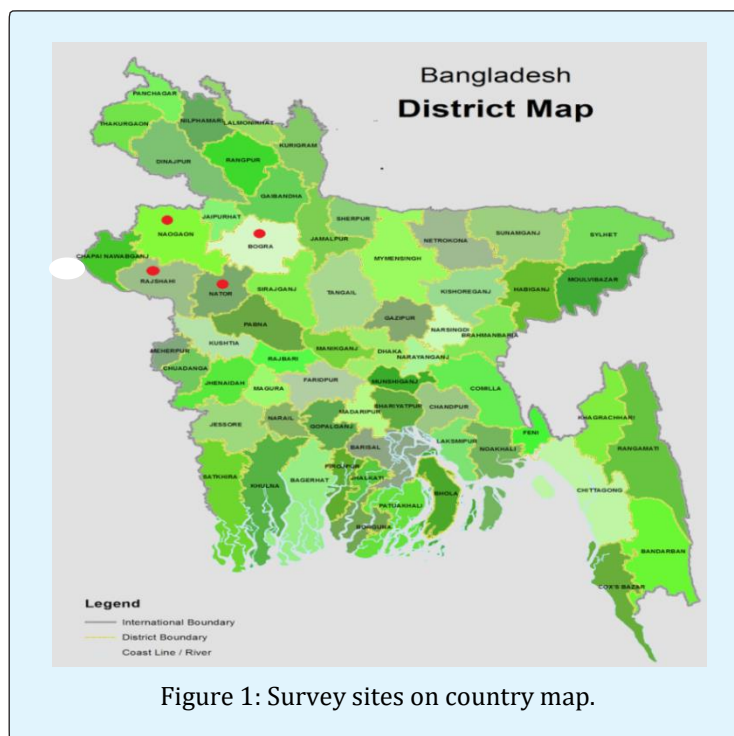 Bangladesh
District Map
PANCHAGAR
THAKURGAON
NILPHAMARI
LALMONIRHAT
KURIGRAM
DINAJPUR
RANGPUR
GAIBANDHA
JAIPURHAT
NAOGAON
BOGRA
SHERPUR
JAMALPUR
MYMENSINGH
NETROKONA
SUNAMGANJ
SYLHET
CHAPAI NAWABGANJ
RAJSHAHI
NATOR
SIRAJGANJ
TANGAIL
KISHOREGANJ
HABIGANJ
MOULVIBAZAR
PABNA
GAZIPUR
NARSINGDI
BRAHMANBARIA
KUSHTIA
MEHERPUR
CHUADANGA
RAJBARI
MANIKGANJ
DHAKA
NARAYANGANJ
JHENAIDAH
MAGURA
FARIDPUR
MUNSHIGANJ
COMILLA
JESSORE
NARAIL
GOPALGANJ
MADARIPUR
SHARIYATPUR
CHANDPUR
KHAGRACHHARI
RANGAMATI
BARISAL
LAKSMIPUR
NOAKHALI
FENI
SATKHIRA
KHULNA
BAGERHAT
PIROJPUR
JHALKATI
PATUAKHALI
BHOLA
CHITTAGONG
BANDARBAN
COX'S BAZAR
Legend
International Boundary
District Boundary
Coast Line / River
Figure 1: Survey sites on country map.